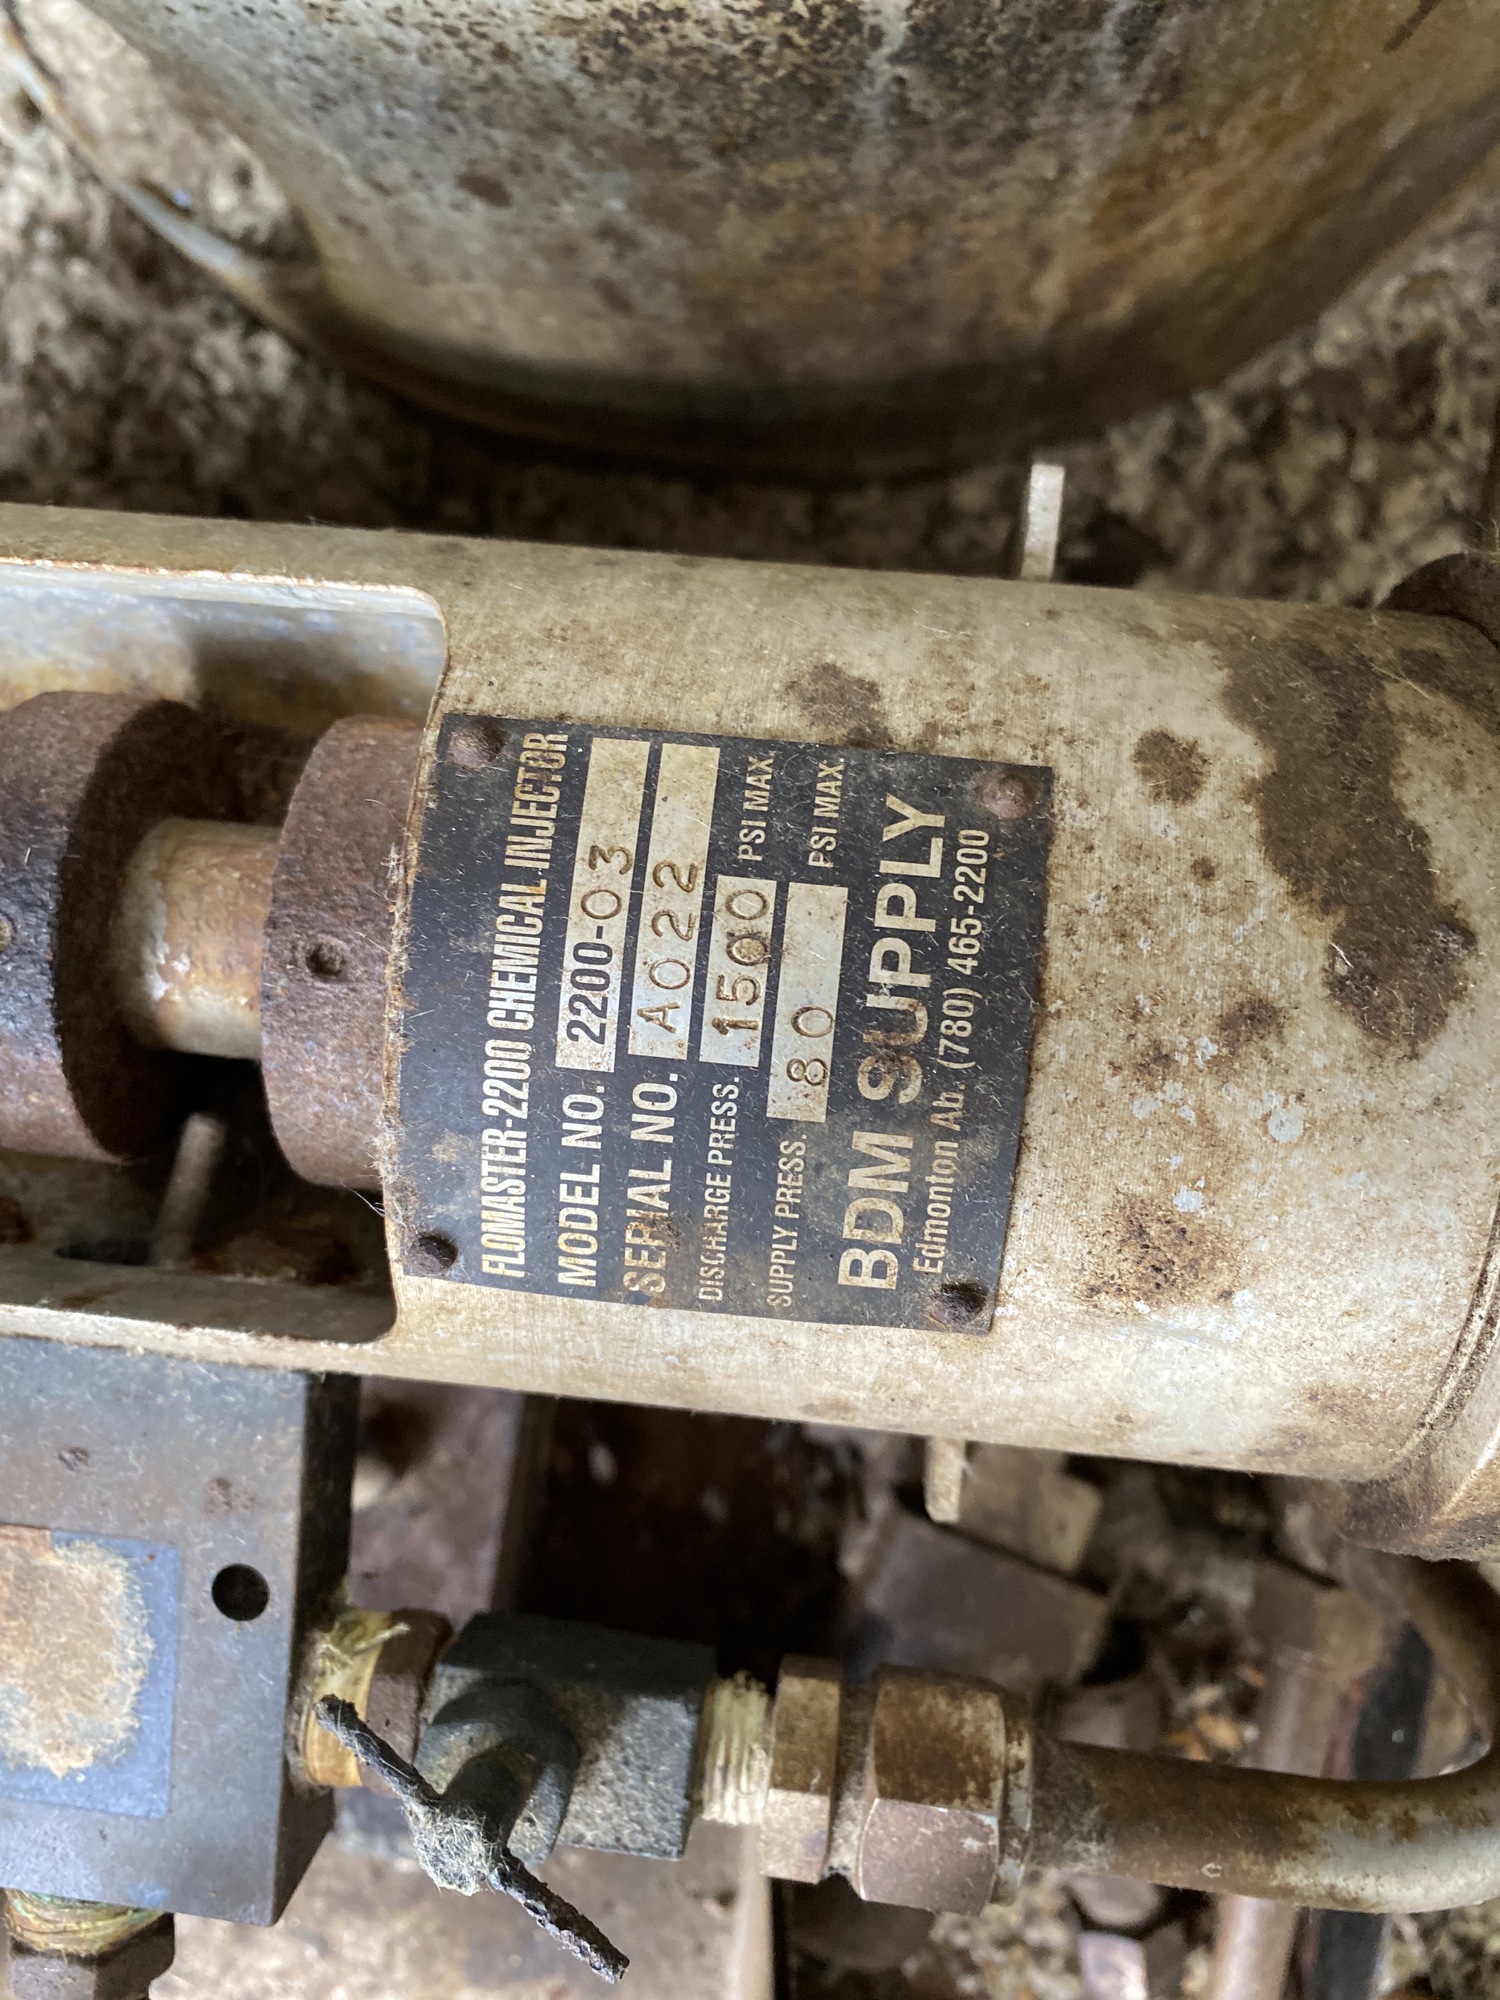 FLOMASTER-2200 CHEMICAL INJECTOR
MODEL NO. 2200-03
SERIAL NO. A022
DISCHARGE PRESS. 1500 PSI MAX.
SUPPLY PRESS. 80 PSI MAX.
BDM SUPPLY
Edmonton Ab. (780) 465-2200